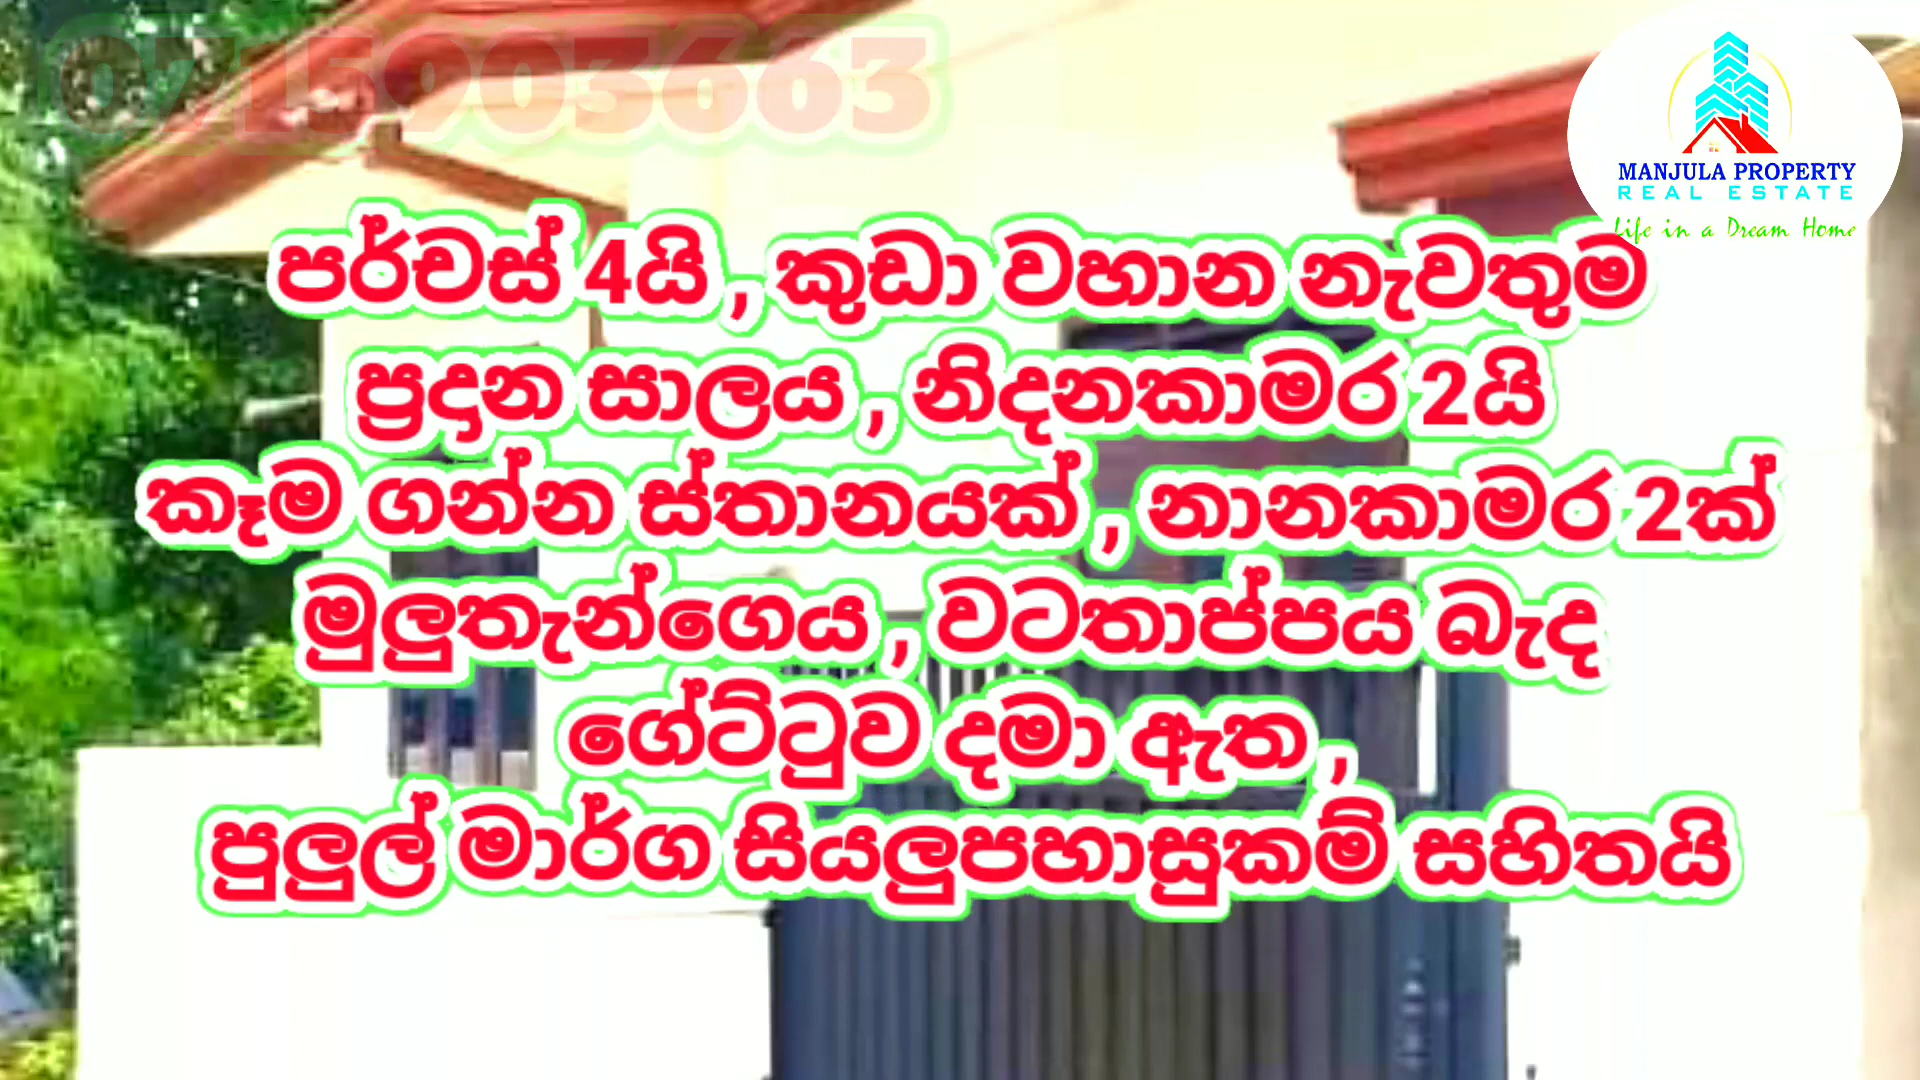 0715903663
MANJULA PROPERTY
REAL ESTATE
Life in a Dream Home
පර්චස් 4යි , කුඩා වහාන නැවතුම
ප්‍රදාන සාලය , නිදනකාමර 2යි
කෑම ගන්න ස්තානයක් , නානකාමර 2ක්
මුලුතැන්ගෙය , වටතාප්පය බැඳ
ගේට්ටුව දමා ඇත ,
පුලුල් මාර්ග සියලුපහාසුකම් සහිතයි